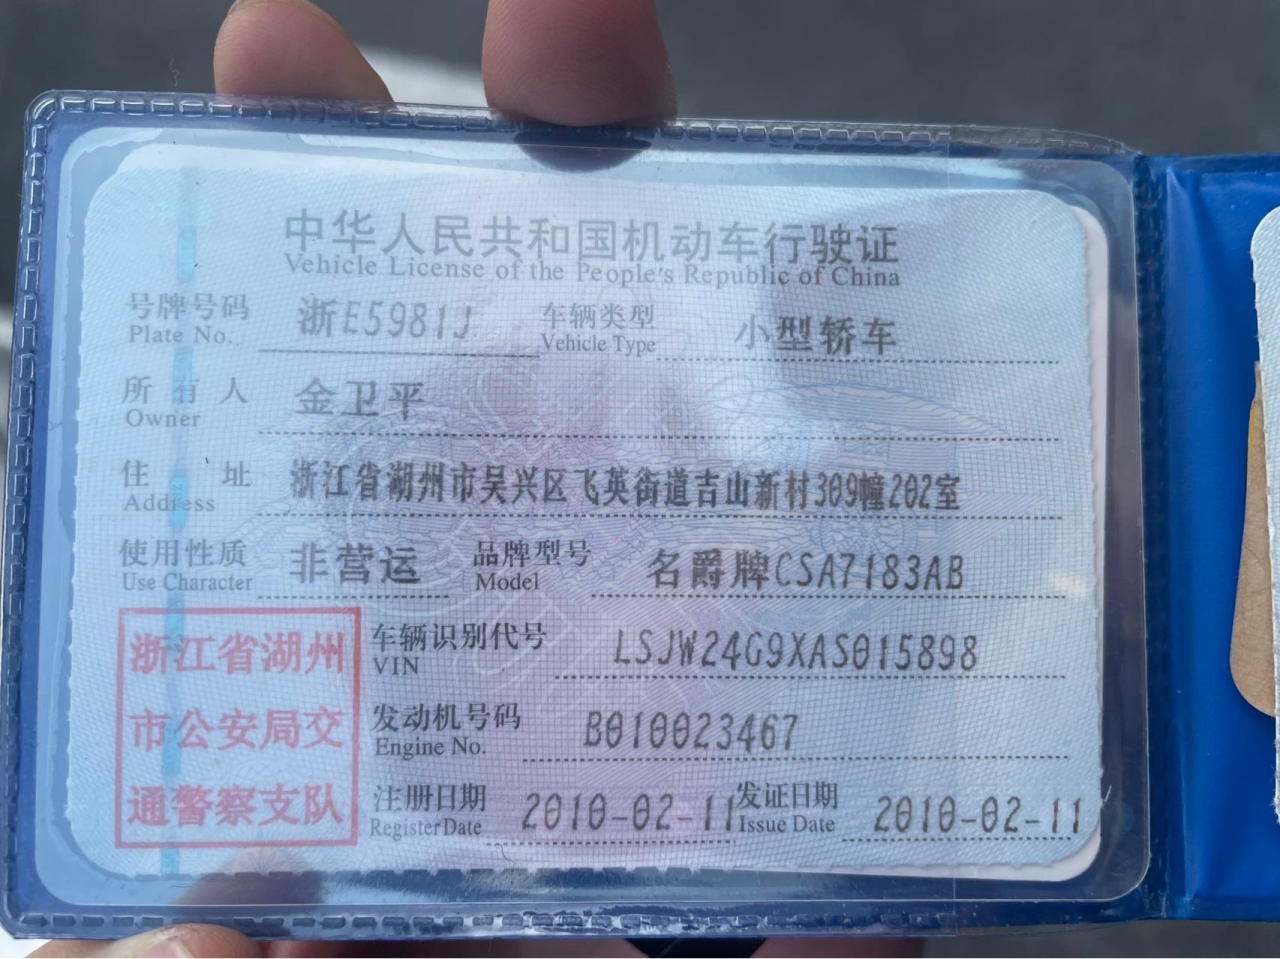 中华人民共和国机动车行驶证
Vehicle License of the People's Republic of China
号牌号码 浙E5981J 车辆类型 小型轿车
Plate No. Vehicle Type
所有人 金卫平
Owner
住址 浙江省湖州市吴兴区飞英街道吉山新村309幢202室
Address
使用性质 非营运 品牌型号 名爵牌CSA7183AB
Use Character Model
浙江省湖州
市公安局交
通警察支队
车辆识别代号 LSJW24G9XAS015898
VIN
发动机号码 B010023467
Engine No.
注册日期 2010-02-11 发证日期 2010-02-11
Register Date Issue Date